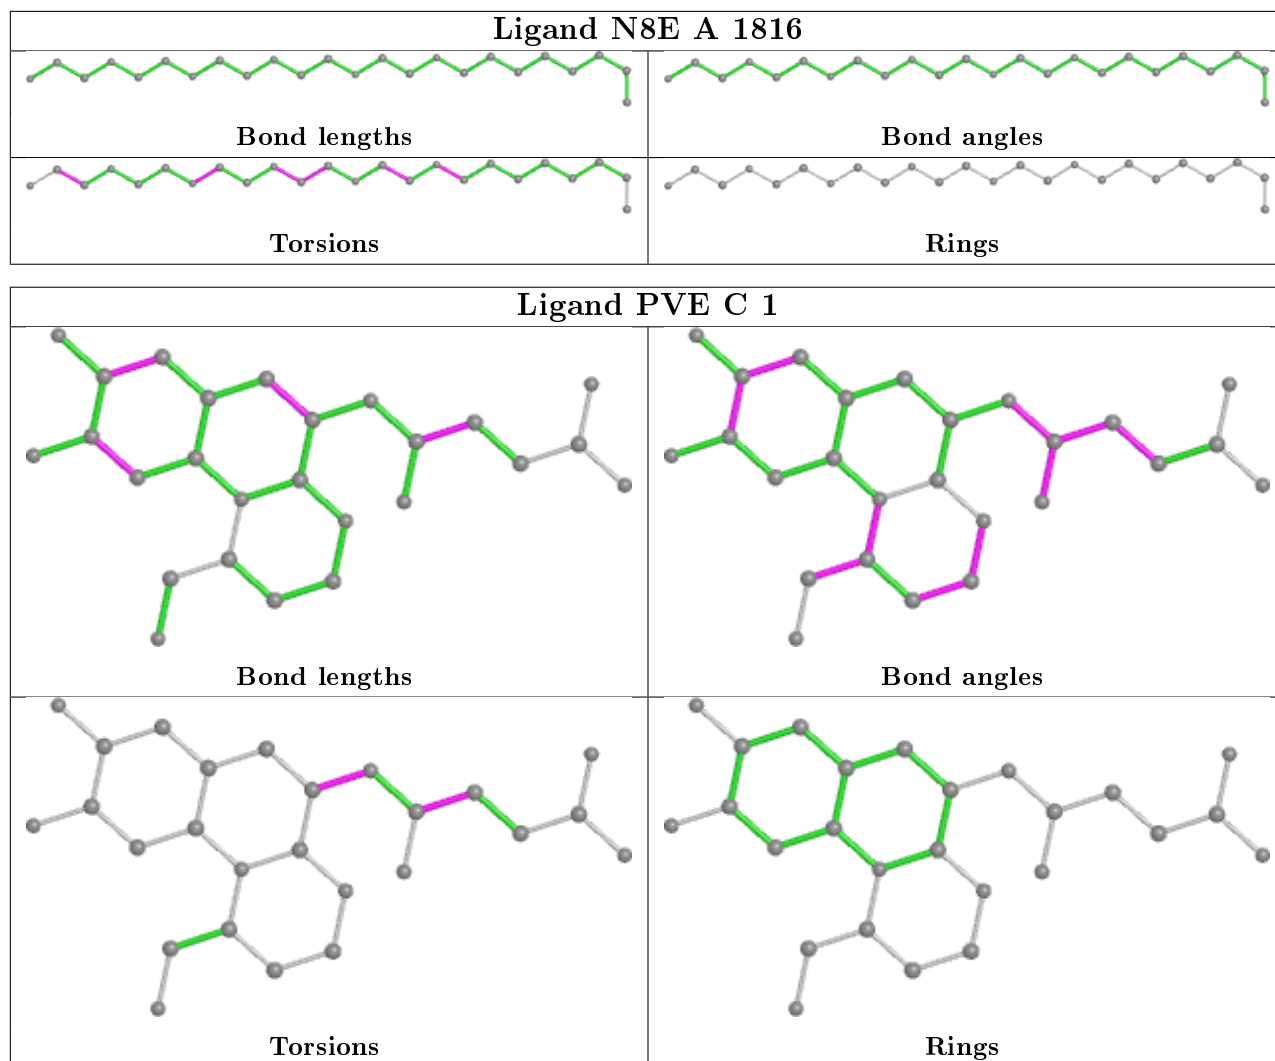 Ligand N8E A 1816
Bond lengths
Bond angles
Torsions
Rings
Ligand PVE C 1
Bond lengths
Bond angles
Torsions
Rings